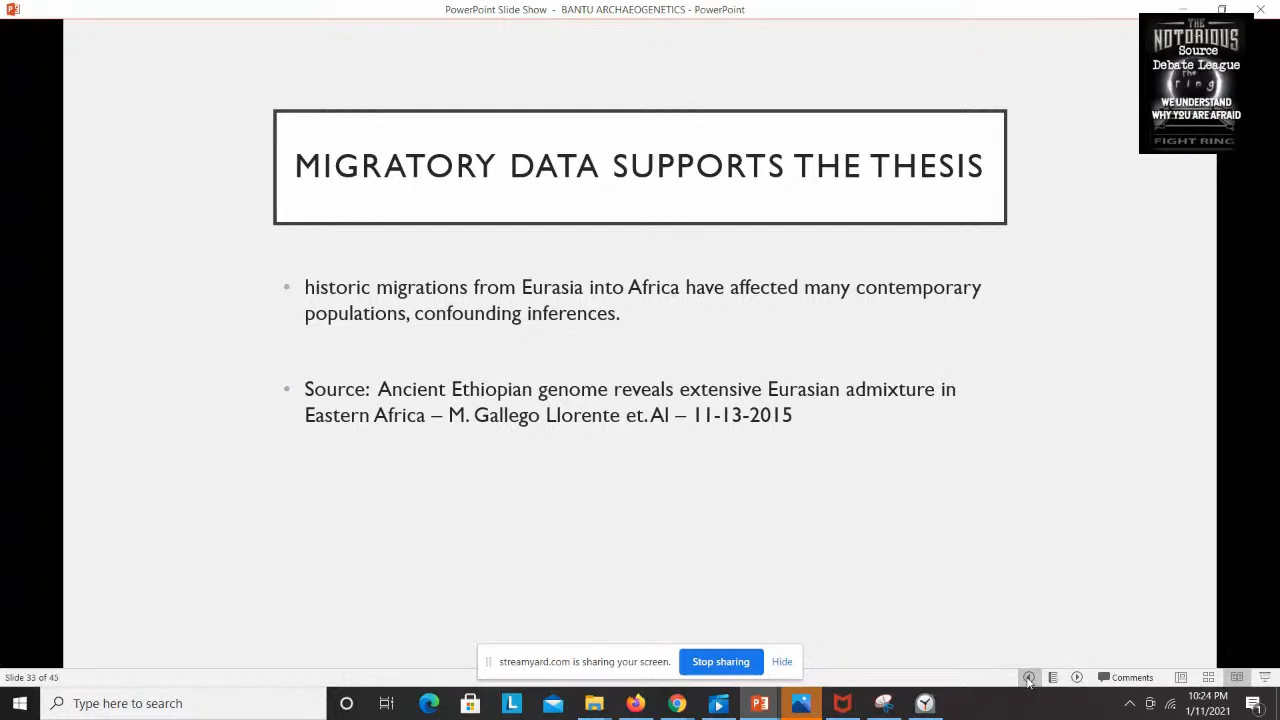 PowerPoint Slide Show - BANTU ARCHAEOGENETICS - PowerPoint
THE
NOTORIOUS
Source
Debate League
The
ring
WE UNDERSTAND
WHY YOU ARE AFRAID
FIGHT RING
MIGRATORY DATA SUPPORTS THE THESIS
• historic migrations from Eurasia into Africa have affected many contemporary
populations, confounding inferences.
• Source: Ancient Ethiopian genome reveals extensive Eurasian admixture in
Eastern Africa – M. Gallego Llorente et. Al – 11-13-2015
streamyard.com is sharing your screen.
Stop sharing
Hide
Slide 33 of 45
Comments
Type here to search
10:24 PM
1/11/2021